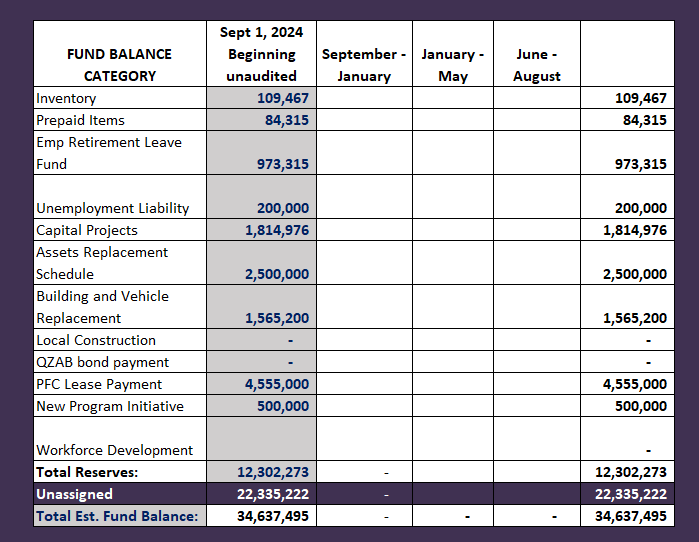 FUND BALANCE CATEGORY Sept 1, 2024 Beginning unaudited September - January January - May June - August
Inventory 109,467 109,467
Prepaid Items 84,315 84,315
Emp Retirement Leave
Fund 973,315 973,315
Unemployment Liability 200,000 200,000
Capital Projects 1,814,976 1,814,976
Assets Replacement
Schedule 2,500,000 2,500,000
Building and Vehicle
Replacement 1,565,200 1,565,200
Local Construction - -
QZAB bond payment - -
PFC Lease Payment 4,555,000 4,555,000
New Program Initiative 500,000 500,000
Workforce Development -
Total Reserves: 12,302,273 - 12,302,273
Unassigned 22,335,222 - 22,335,222
Total Est. Fund Balance: 34,637,495 - - - 34,637,495